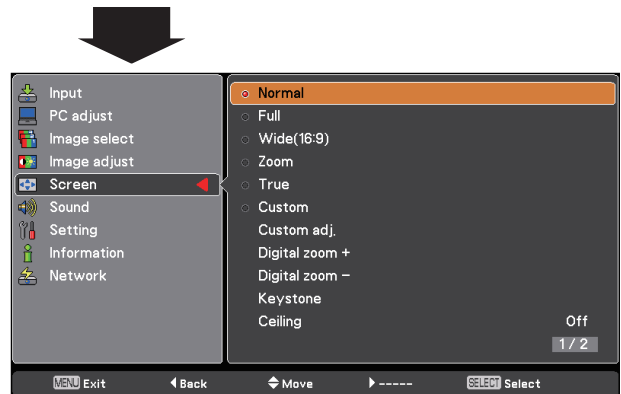 Input
PC adjust
Image select
Image adjust
Screen
Sound
Setting
Information
Network
Normal
Full
Wide(16:9)
Zoom
True
Custom
Custom adj.
Digital zoom +
Digital zoom –
Keystone
Ceiling Off
1 / 2
MENU Exit Back Move ----- SELECT Select